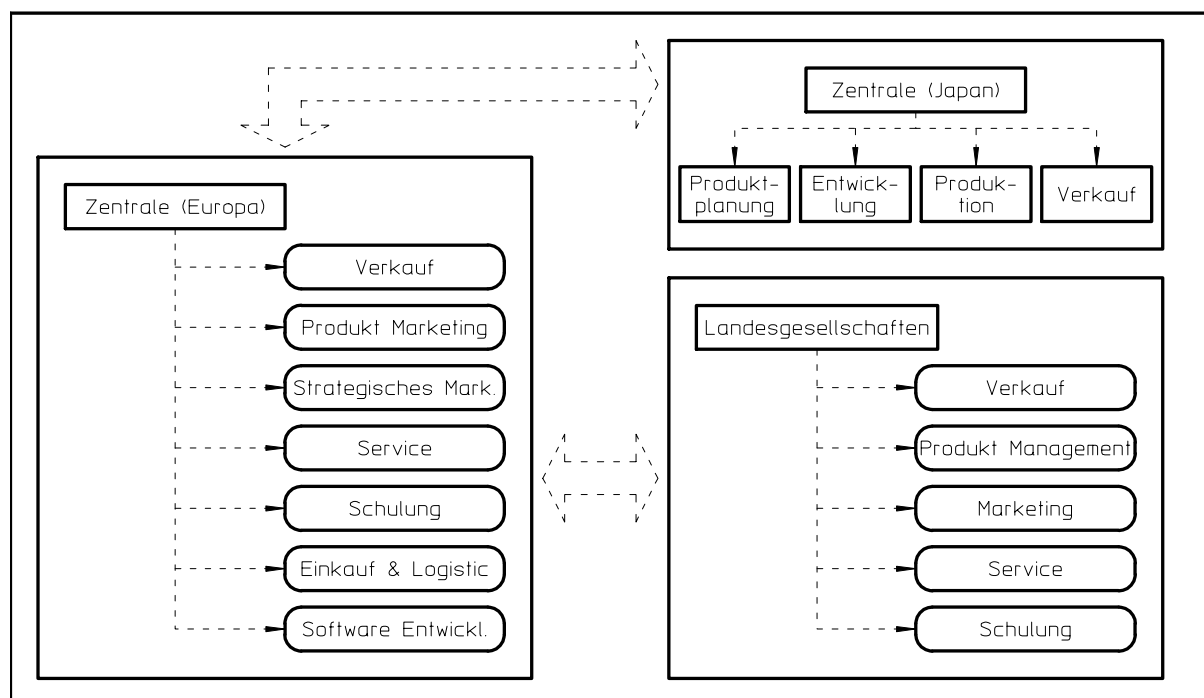 Zentrale (Japan)
Produkt-
planung
Entwick-
lung
Produk-
tion
Verkauf
Zentrale (Europa)
Verkauf
Produkt Marketing
Strategisches Mark.
Service
Schulung
Einkauf & Logistic
Software Entwickl.
Landesgesellschaften
Verkauf
Produkt Management
Marketing
Service
Schulung